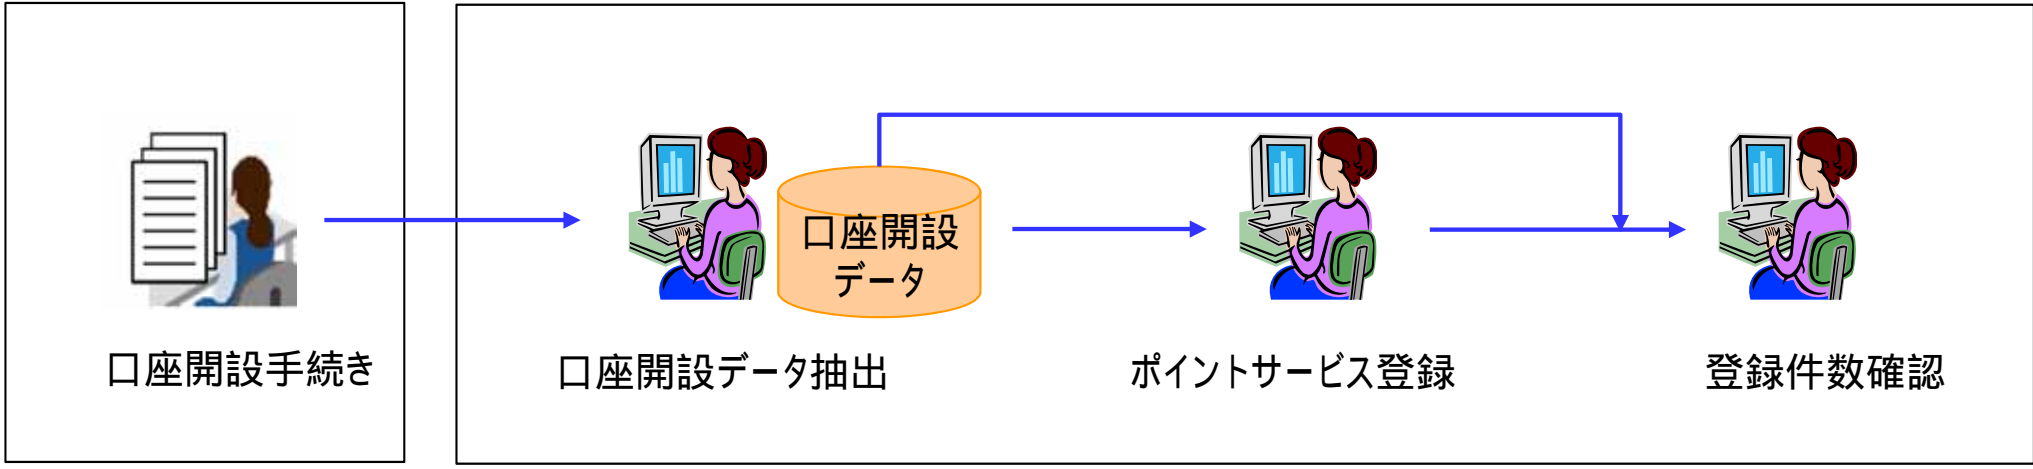 口座開設
データ
口座開設手続き
口座開設データ抽出
ポイントサービス登録
登録件数確認